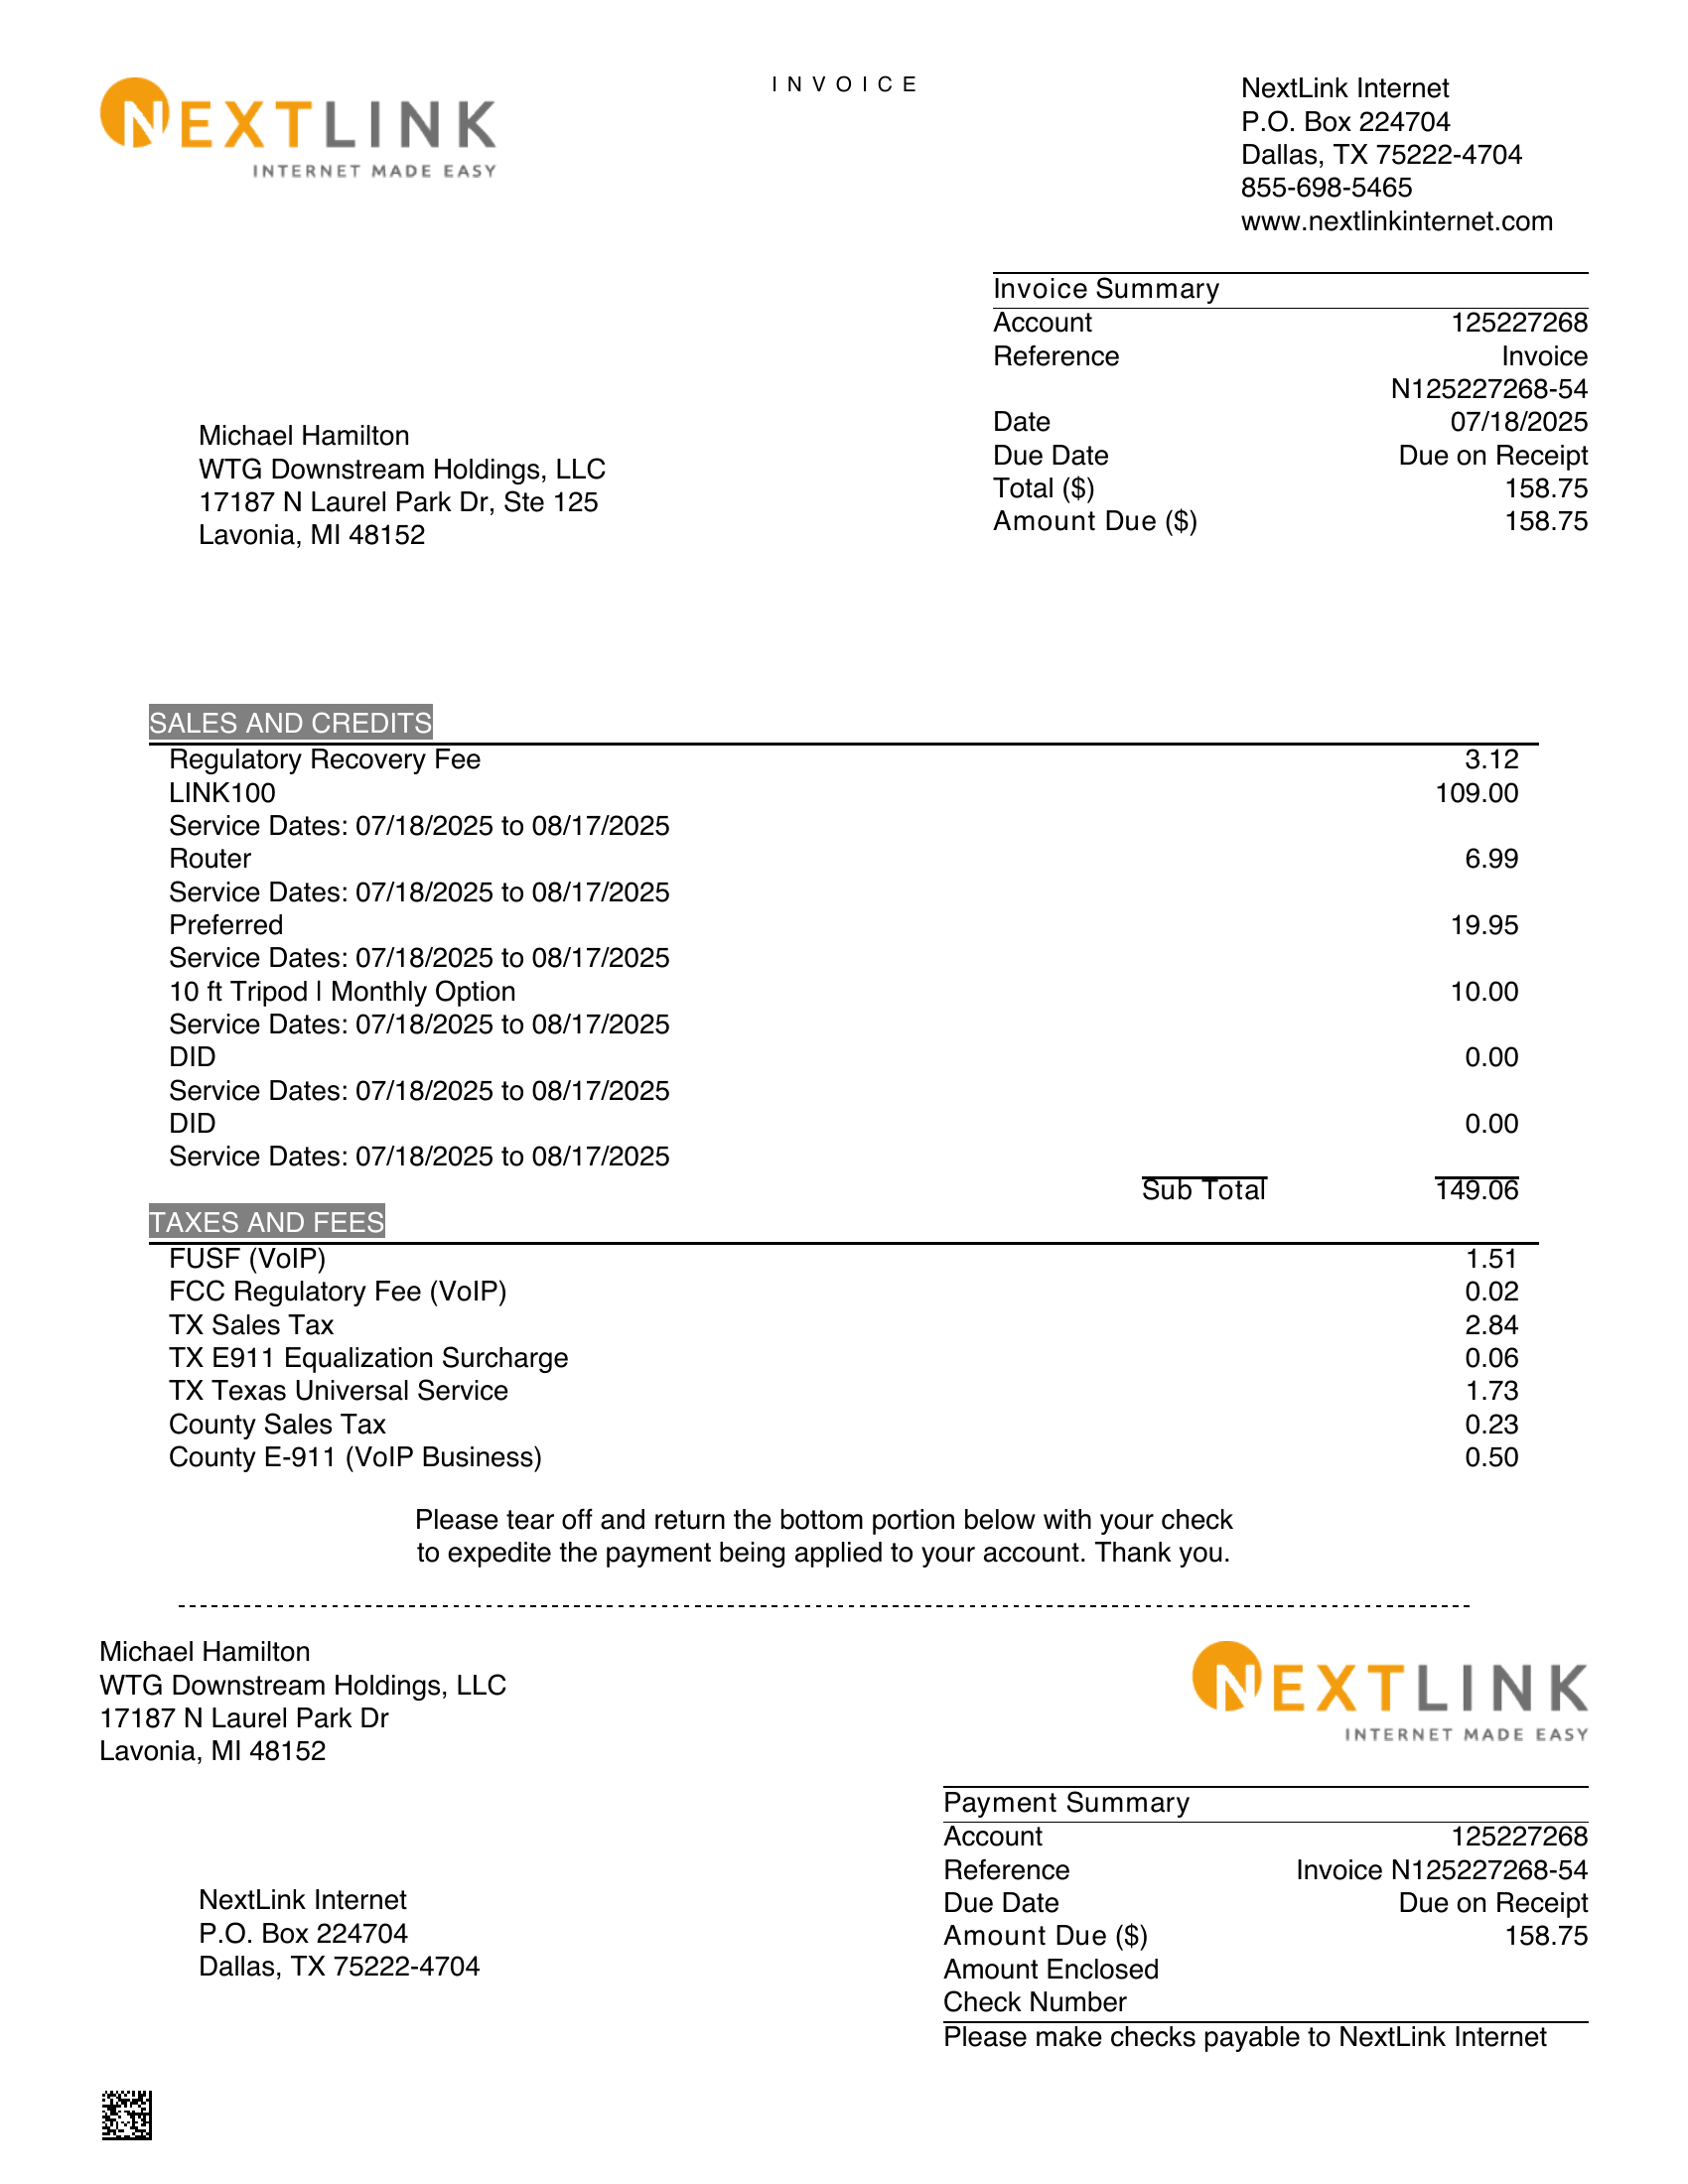 NEXTLINK
INTERNET MADE EASY
INVOICE
NextLink Internet
P.O. Box 224704
Dallas, TX 75222-4704
855-698-5465
www.nextlinkinternet.com
Invoice Summary
Account 125227268
Reference Invoice
N125227268-54
Date 07/18/2025
Due Date Due on Receipt
Total ($) 158.75
Amount Due ($) 158.75
Michael Hamilton
WTG Downstream Holdings, LLC
17187 N Laurel Park Dr, Ste 125
Lavonia, MI 48152
SALES AND CREDITS
Regulatory Recovery Fee 3.12
LINK100 109.00
Service Dates: 07/18/2025 to 08/17/2025
Router 6.99
Service Dates: 07/18/2025 to 08/17/2025
Preferred 19.95
Service Dates: 07/18/2025 to 08/17/2025
10 ft Tripod | Monthly Option 10.00
Service Dates: 07/18/2025 to 08/17/2025
DID 0.00
Service Dates: 07/18/2025 to 08/17/2025
DID 0.00
Service Dates: 07/18/2025 to 08/17/2025
Sub Total 149.06
TAXES AND FEES
FUSF (VoIP) 1.51
FCC Regulatory Fee (VoIP) 0.02
TX Sales Tax 2.84
TX E911 Equalization Surcharge 0.06
TX Texas Universal Service 1.73
County Sales Tax 0.23
County E-911 (VoIP Business) 0.50
Please tear off and return the bottom portion below with your check
to expedite the payment being applied to your account. Thank you.
Michael Hamilton
WTG Downstream Holdings, LLC
17187 N Laurel Park Dr
Lavonia, MI 48152
NEXTLINK
INTERNET MADE EASY
Payment Summary
Account 125227268
Reference Invoice N125227268-54
Due Date Due on Receipt
Amount Due ($) 158.75
Amount Enclosed
Check Number
Please make checks payable to NextLink Internet
NextLink Internet
P.O. Box 224704
Dallas, TX 75222-4704